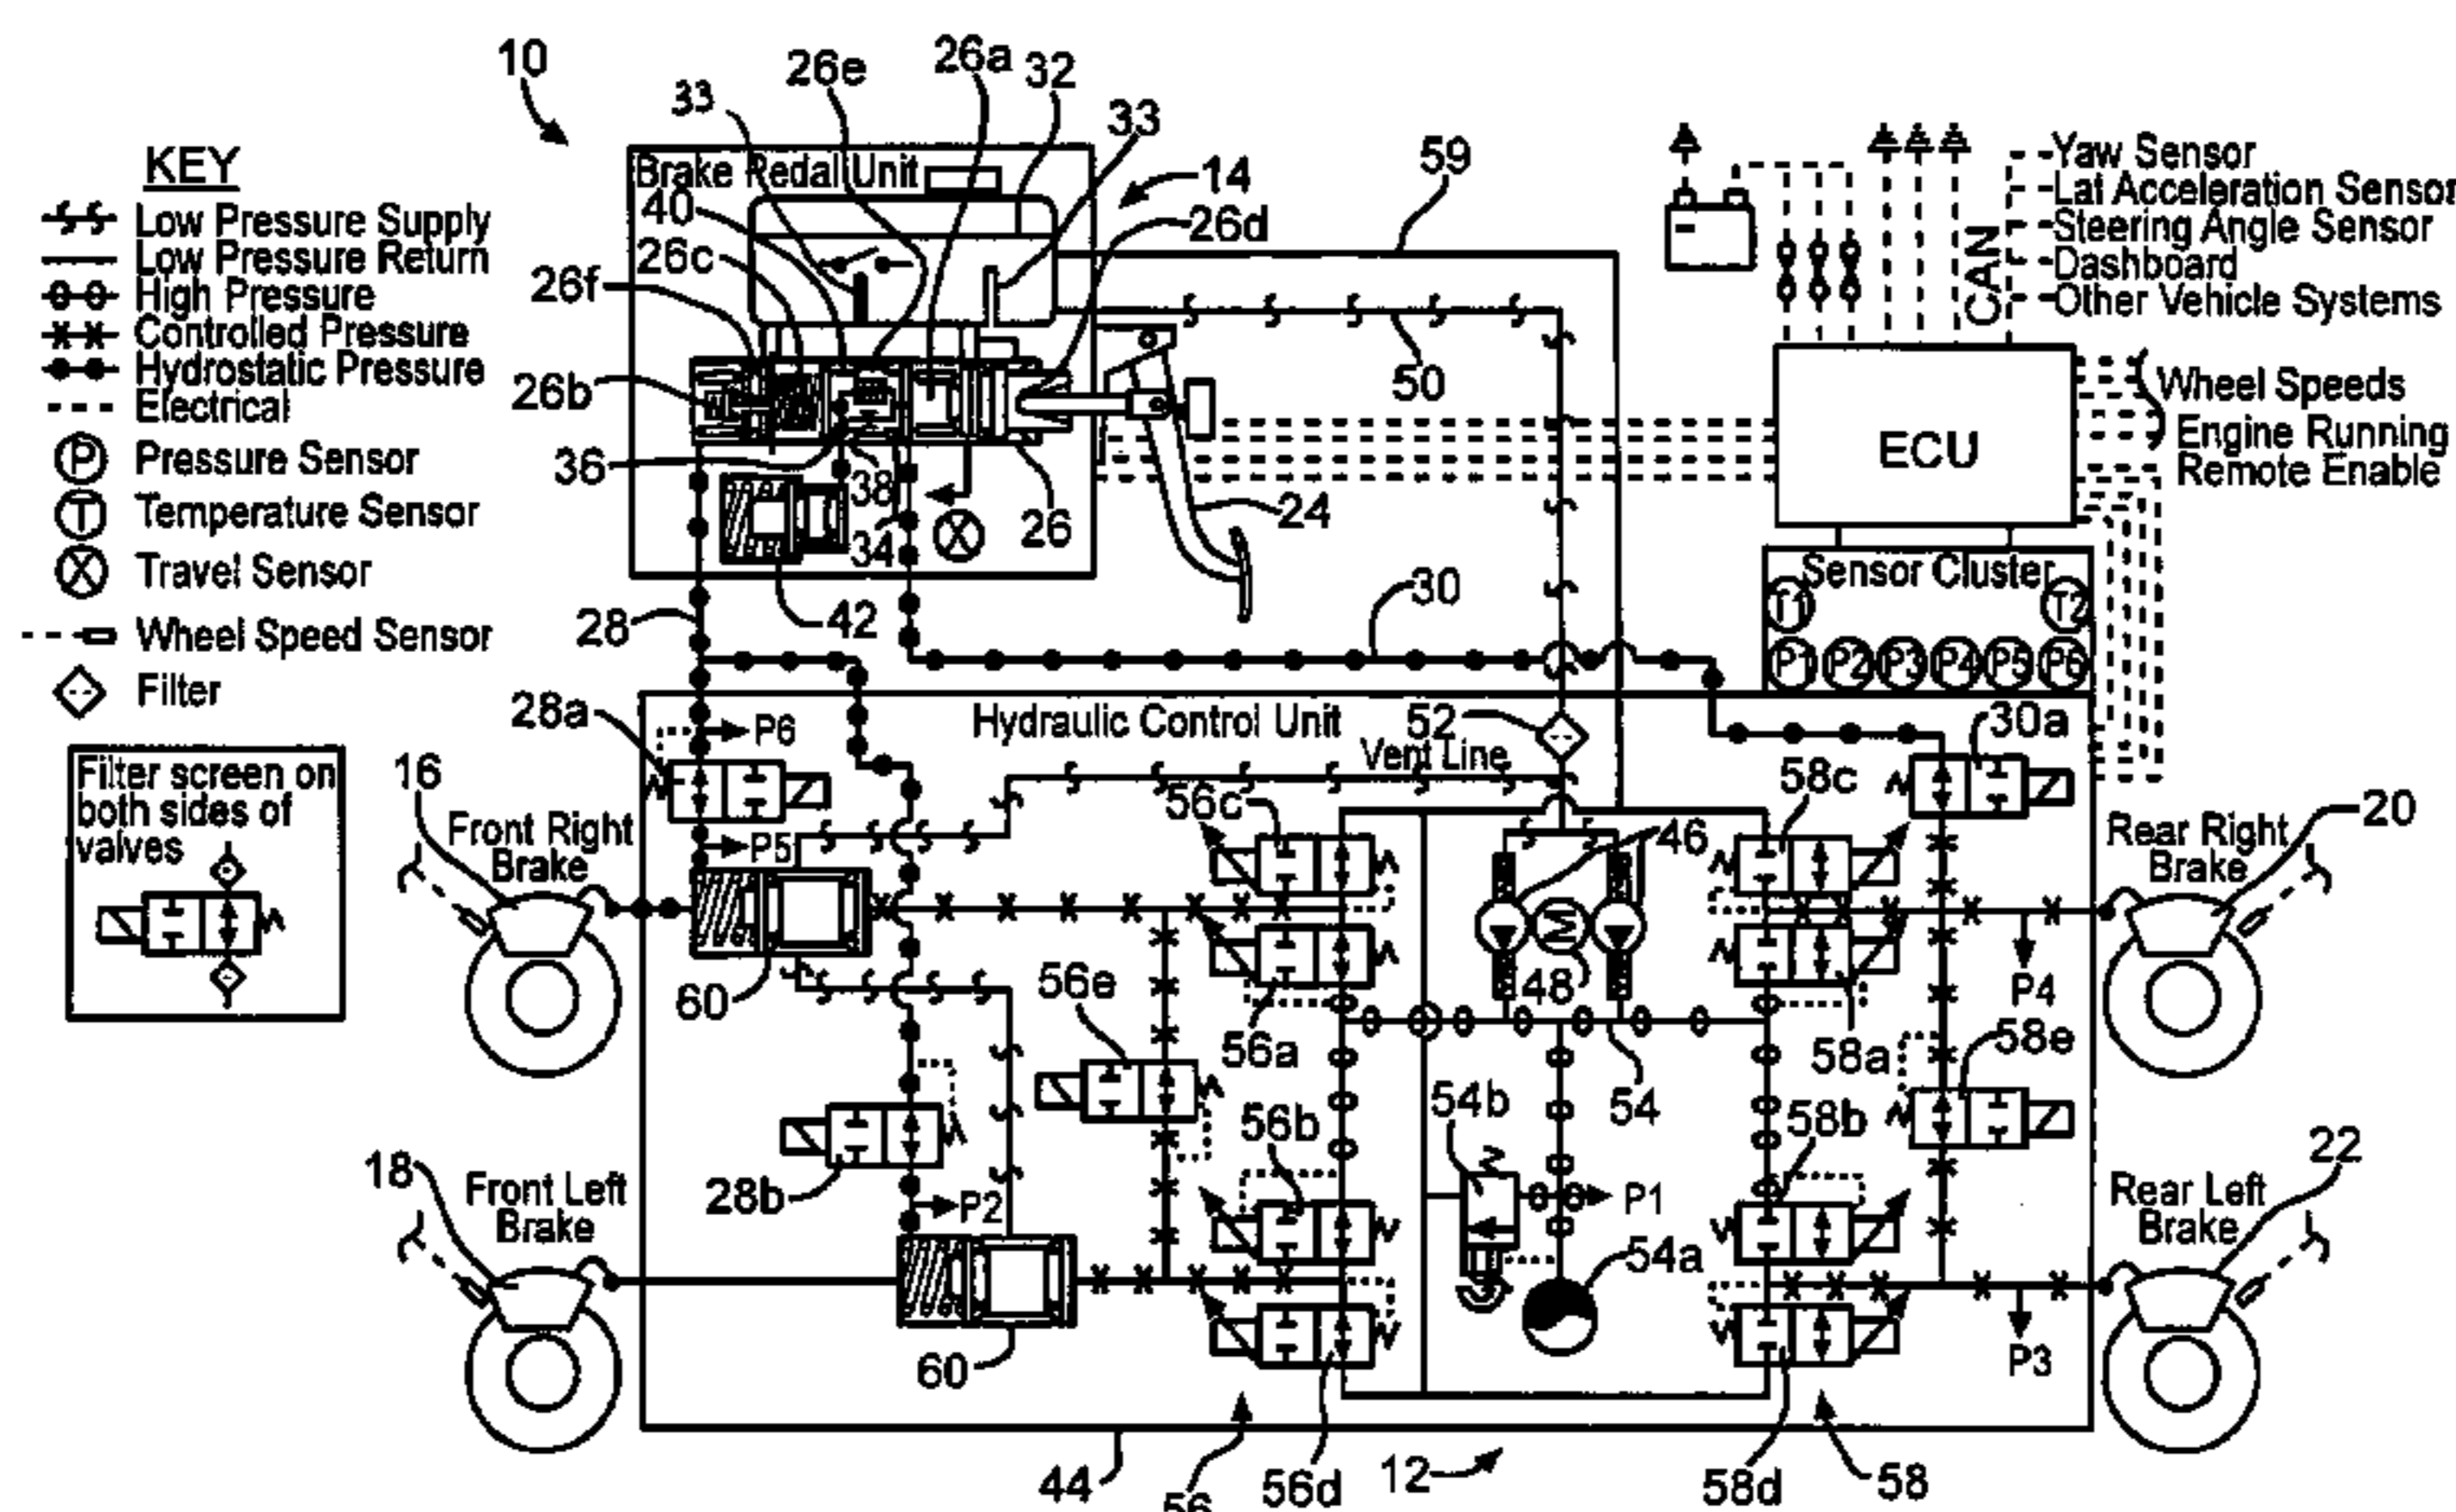 10
33
26e
26a
32
33
59
KEY
Low Pressure Supply
Low Pressure Return
High Pressure
Controlled Pressure
Hydrostatic Pressure
Electrical
P
Pressure Sensor
T
Temperature Sensor
Travel Sensor
Wheel Speed Sensor
Filter
Filter screen on
both sides of
valves
Brake Redal Unit
14
40
26d
26c
26f
26b
36
38
34
26
24
42
28
30
50
Yaw Sensor
Lat Acceleration Sensor
Steering Angle Sensor
Dashboard
Other Vehicle Systems
CAN
ECU
Wheel Speeds
Engine Running
Remote Enable
Sensor Cluster
T1
T2
P1
P2
P3
P4
P5
P6
28a
P6
Hydraulic Control Unit
52
Vent Line
30a
16
Front Right
Brake
P5
56c
46
58c
Rear Right
Brake
20
60
56e
56a
48
58a
P4
58e
54b
54
56b
58b
18
Front Left
Brake
28b
P2
P1
54a
Rear Left
Brake
22
P3
60
M
44
56
56d
12
58d
58